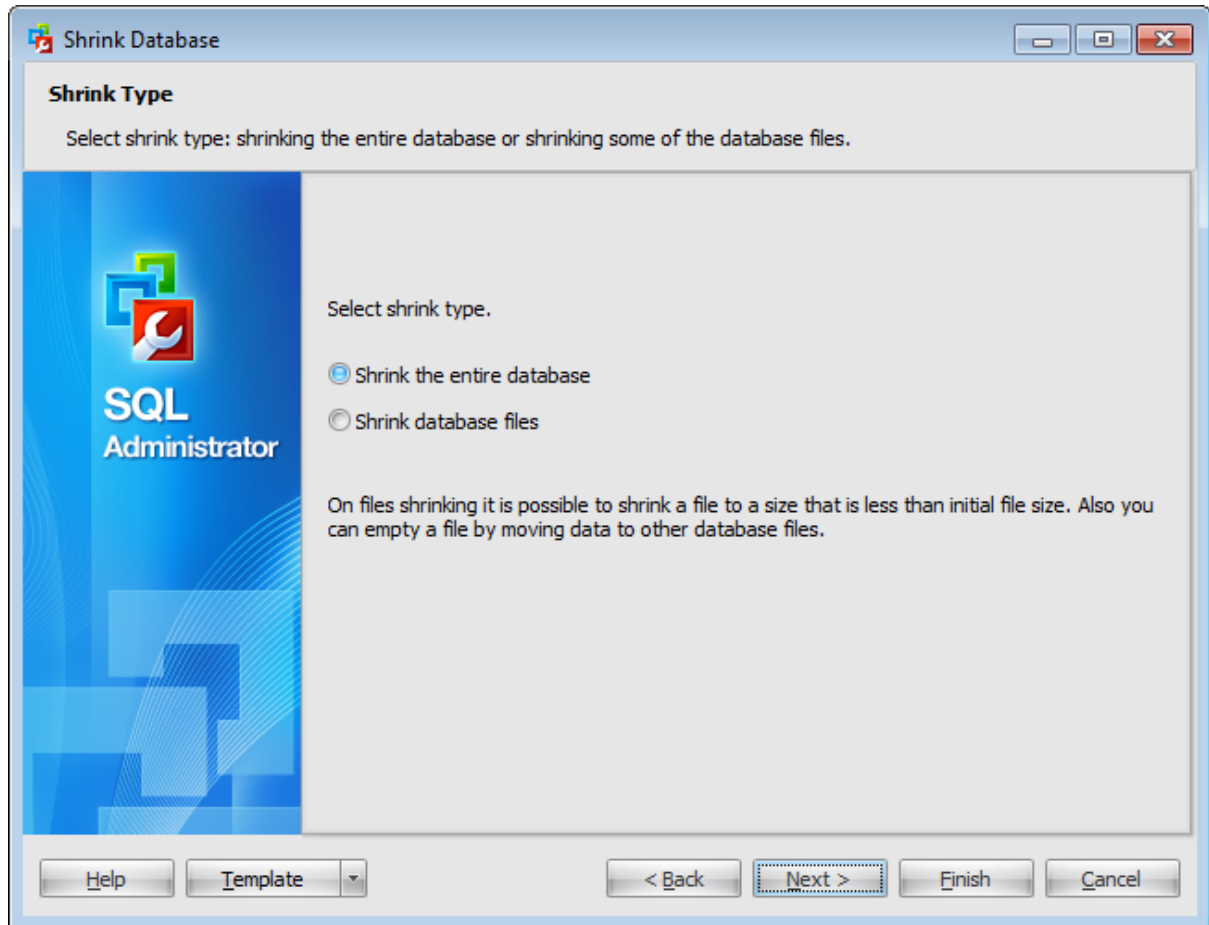 Shrink Database
Shrink Type
Select shrink type: shrinking the entire database or shrinking some of the database files.
SQL
Administrator
Select shrink type.
Shrink the entire database
Shrink database files
On files shrinking it is possible to shrink a file to a size that is less than initial file size. Also you
can empty a file by moving data to other database files.
Help Template < Back Next > Finish Cancel